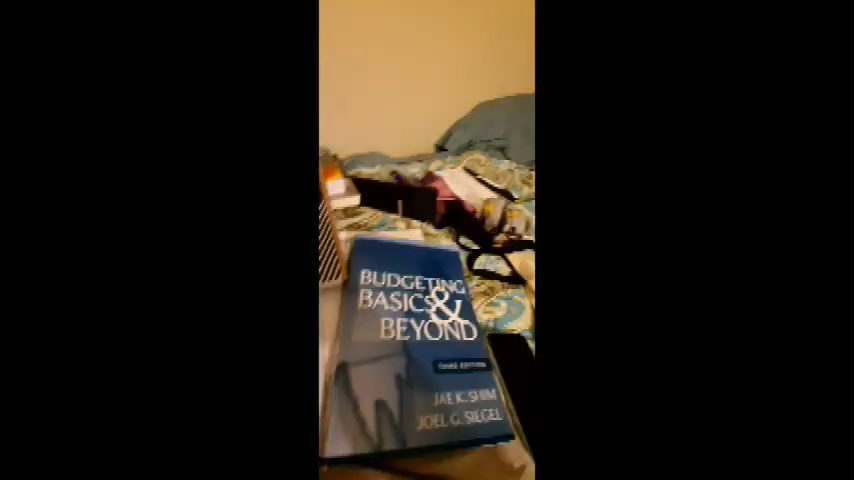 BUDGETING
BASICS &
BEYOND
THIRD EDITION
JAE K. SHIM
JOEL G. SIEGEL